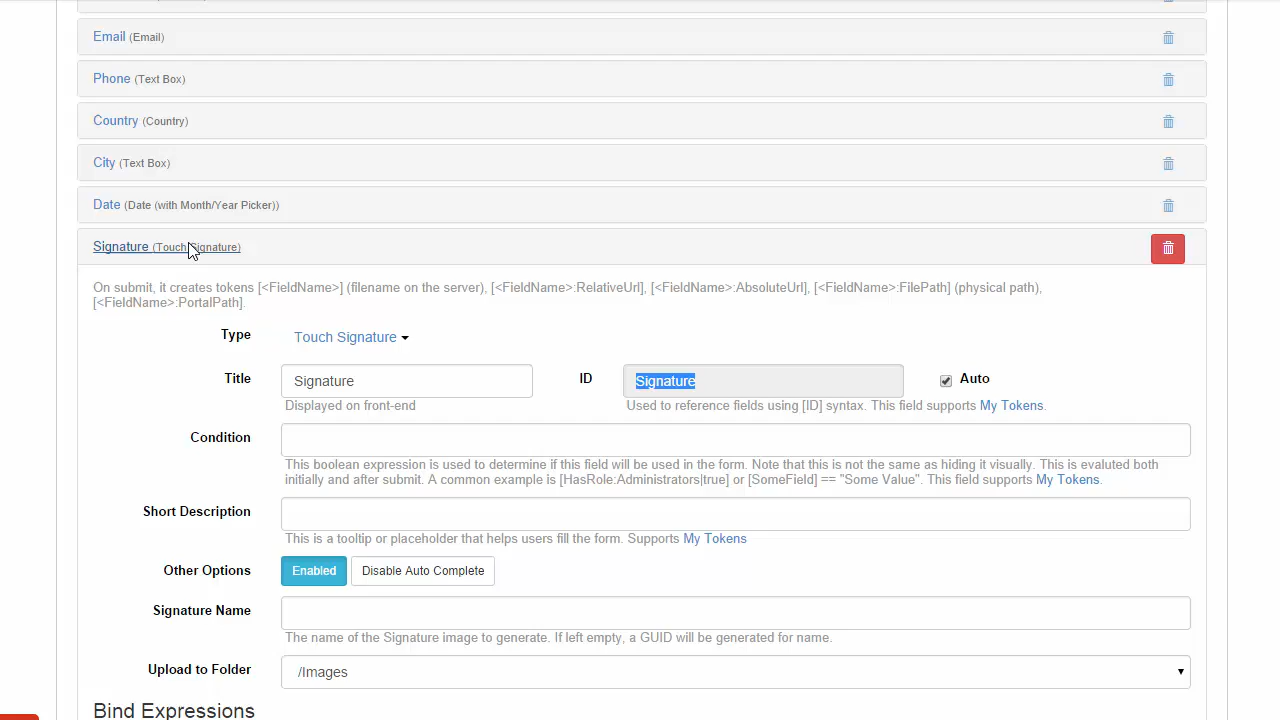 Email (Email)
Phone (Text Box)
Country (Country)
City (Text Box)
Date (Date (with Month/Year Picker))
Signature (Touch Signature)
On submit, it creates tokens [<FieldName>] (filename on the server), [<FieldName>:RelativeUrl], [<FieldName>:AbsoluteUrl], [<FieldName>:FilePath] (physical path),
[<FieldName>:PortalPath].
Type Touch Signature
Title Signature ID Signature Auto
Displayed on front-end Used to reference fields using [ID] syntax. This field supports My Tokens.
Condition
This boolean expression is used to determine if this field will be used in the form. Note that this is not the same as hiding it visually. This is evaluted both
initially and after submit. A common example is [HasRole:Administrators|true] or [SomeField] == "Some Value". This field supports My Tokens.
Short Description
This is a tooltip or placeholder that helps users fill the form. Supports My Tokens
Other Options Enabled Disable Auto Complete
Signature Name
The name of the Signature image to generate. If left empty, a GUID will be generated for name.
Upload to Folder /Images
Bind Expressions